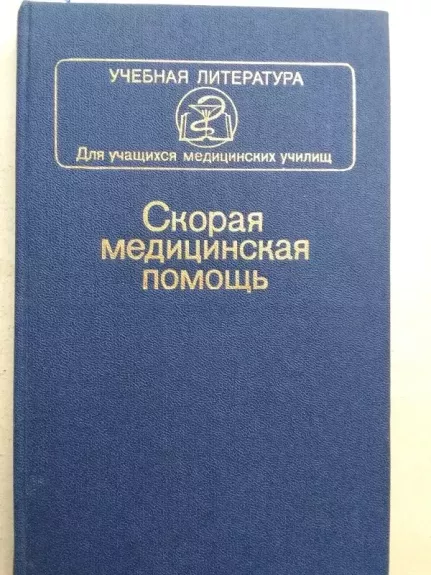 УЧЕБНАЯ ЛИТЕРАТУРА
Для учащихся медицинских училищ
Скорая
медицинская
помощь